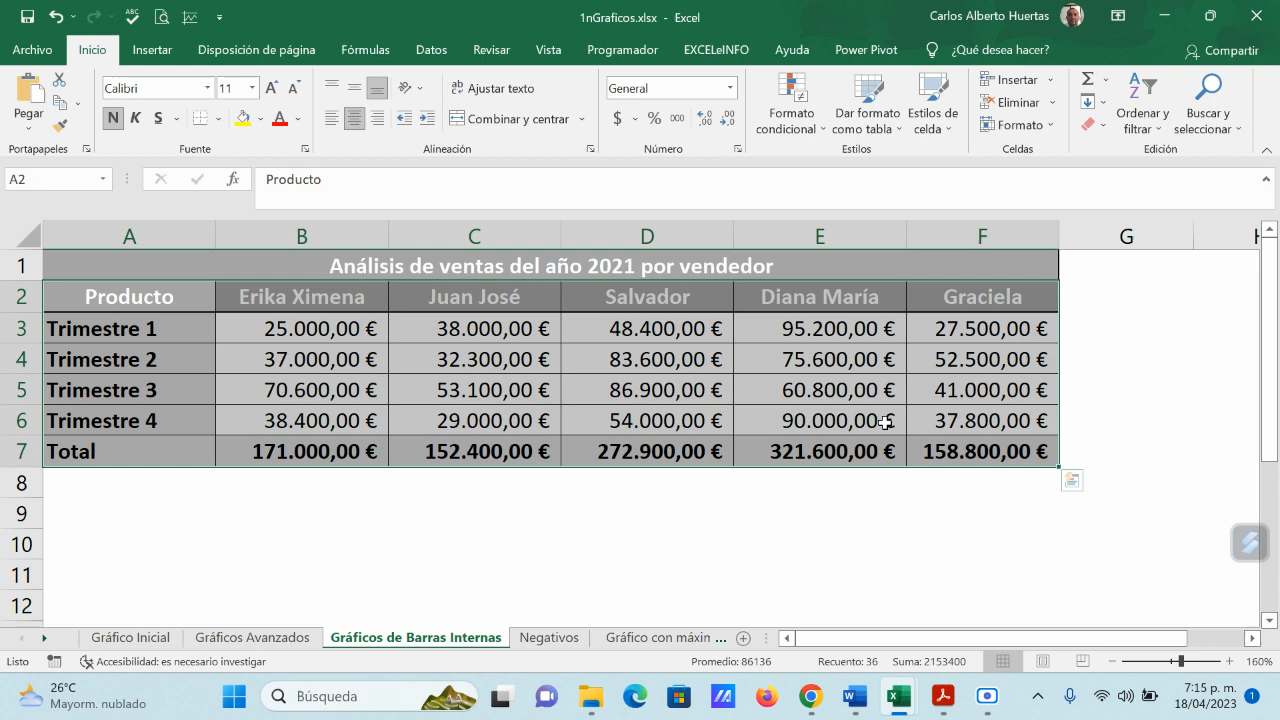 1nGraficos.xlsx - Excel
Carlos Alberto Huertas
Archivo Inicio Insertar Disposición de página Fórmulas Datos Revisar Vista Programador EXCELeINFO Ayuda Power Pivot ¿Qué desea hacer? Compartir
Pegar
Calibri 11
N K S
Ajustar texto
Combinar y centrar
General
$ % 000
Formato condicional
Dar formato como tabla
Estilos de celda
Insertar
Eliminar
Formato
Ordenar y filtrar
Buscar y seleccionar
Portapapeles Fuente Alineación Número Estilos Celdas Edición
A2 fx Producto
A B C D E F G H
1 Análisis de ventas del año 2021 por vendedor
2 Producto Erika Ximena Juan José Salvador Diana María Graciela
3 Trimestre 1 25.000,00 € 38.000,00 € 48.400,00 € 95.200,00 € 27.500,00 €
4 Trimestre 2 37.000,00 € 32.300,00 € 83.600,00 € 75.600,00 € 52.500,00 €
5 Trimestre 3 70.600,00 € 53.100,00 € 86.900,00 € 60.800,00 € 41.000,00 €
6 Trimestre 4 38.400,00 € 29.000,00 € 54.000,00 € 90.000,00 € 37.800,00 €
7 Total 171.000,00 € 152.400,00 € 272.900,00 € 321.600,00 € 158.800,00 €
8
9
10
11
12
Gráfico Inicial Gráficos Avanzados Gráficos de Barras Internas Negativos Gráfico con máxin ...
Listo Accesibilidad: es necesario investigar Promedio: 86136 Recuento: 36 Suma: 2153400 160%
26°C
Mayorm. nublado
Búsqueda
7:15 p. m.
18/04/2023
1